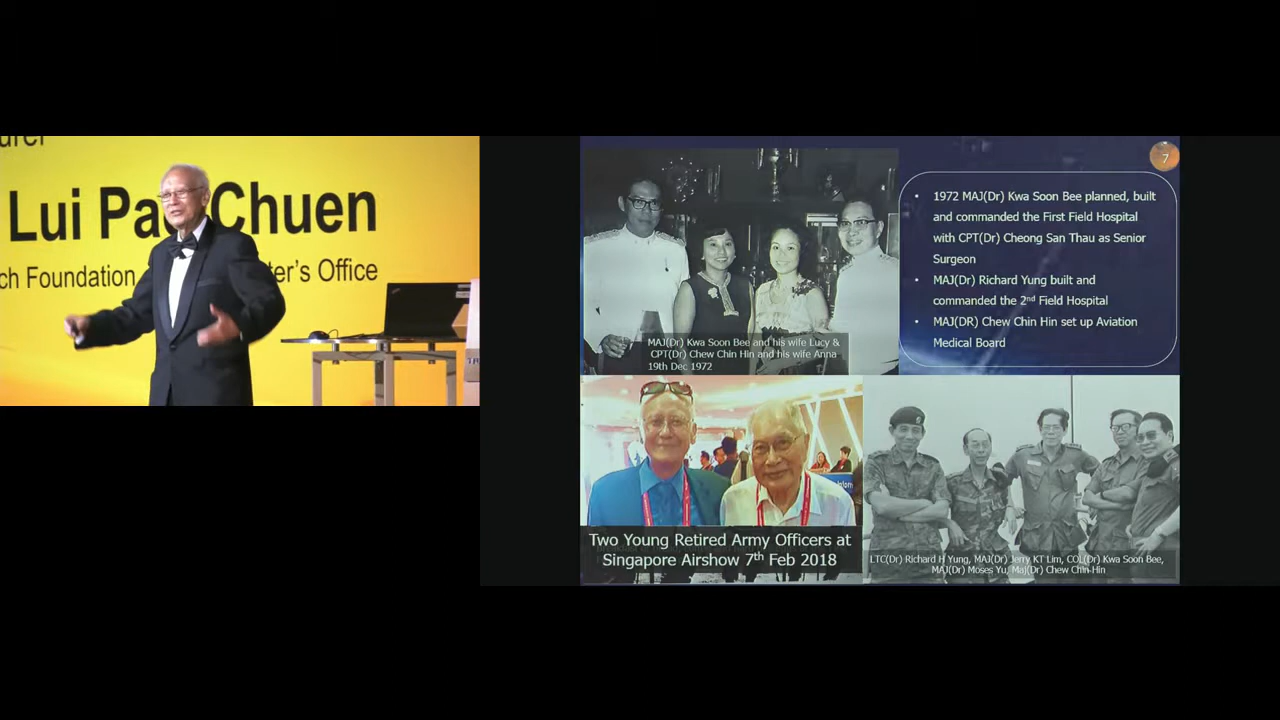 Lui Pao Chuen
ch Foundation
ter's Office
7
• 1972 MAJ(Dr) Kwa Soon Bee planned, built
and commanded the First Field Hospital
with CPT(Dr) Cheong San Thau as Senior
Surgeon
• MAJ(Dr) Richard Yung built and
commanded the 2nd Field Hospital
• MAJ(DR) Chew Chin Hin set up Aviation
Medical Board
MAJ(Dr) Kwa Soon Bee and his wife Lucy &
CPT(Dr) Chew Chin Hin and his wife Anna
19th Dec 1972
Two Young Retired Army Officers at
Singapore Airshow 7th Feb 2018
LTC(Dr) Richard H Yung, MAJ(Dr) Jerry KT Lim, COL(Dr) Kwa Soon Bee,
MAJ(Dr) Moses Yu, Maj(Dr) Chew Chin Hin